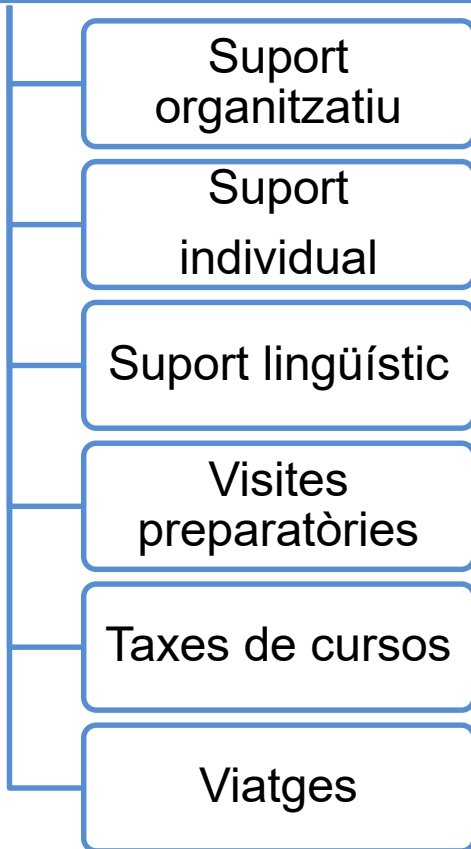 Suport
organitzatiu
Suport
individual
Suport lingüístic
Visites
preparatòries
Taxes de cursos
Viatges